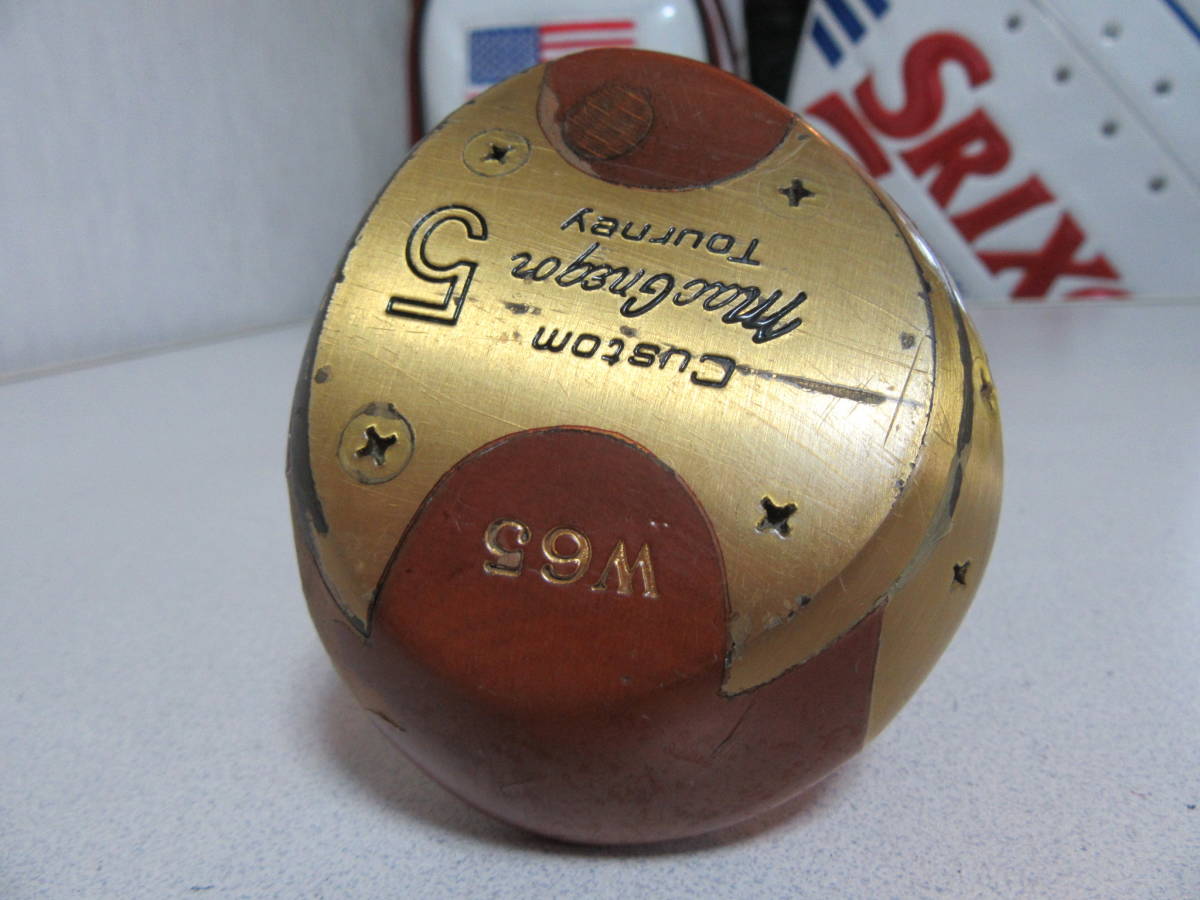 Custom
MacGregor
Tourney
5
W65
SRIX